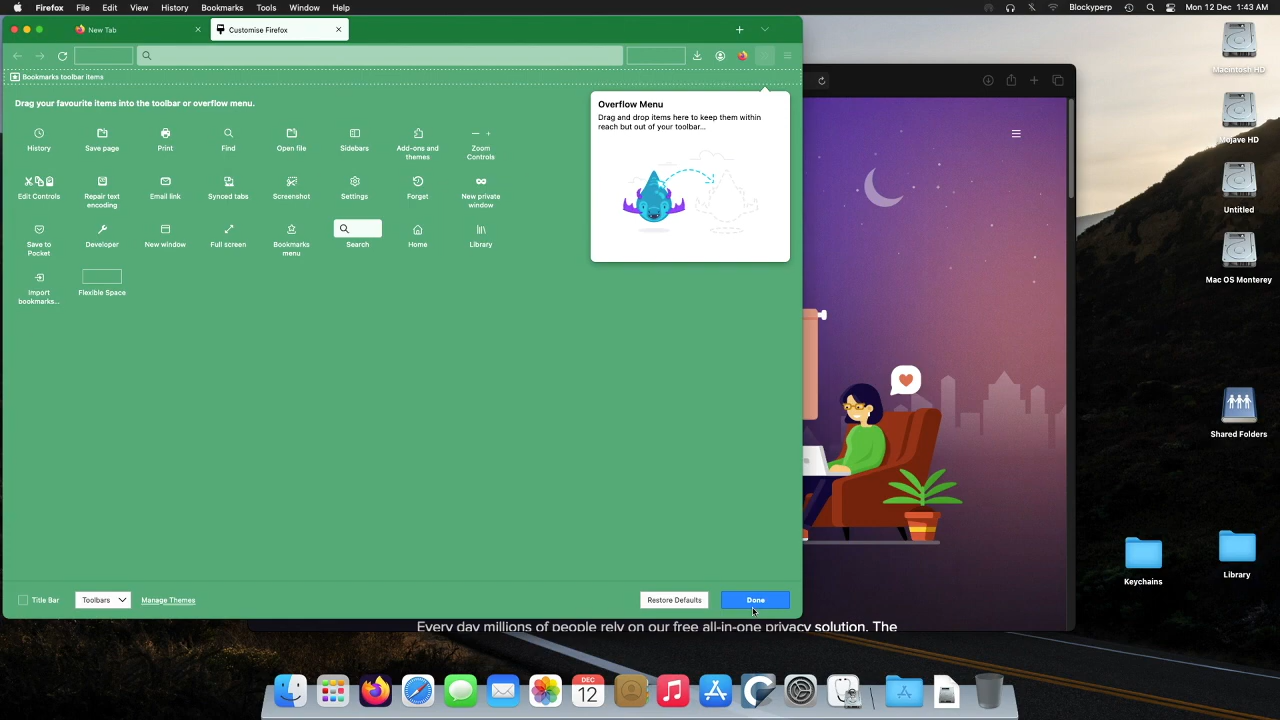 Firefox File Edit View History Bookmarks Tools Window Help
Blockyperp Mon 12 Dec 1:43 AM
New Tab
Customise Firefox
Bookmarks toolbar items
Drag your favourite items into the toolbar or overflow menu.
History
Save page
Print
Find
Open file
Sidebars
Add-ons and
themes
Zoom
Controls
Edit Controls
Repair text
encoding
Email link
Synced tabs
Screenshot
Settings
Forget
New private
window
Save to
Pocket
Developer
New window
Full screen
Bookmarks
menu
Search
Home
Library
Import
bookmarks...
Flexible Space
Overflow Menu
Drag and drop items here to keep them within
reach but out of your toolbar...
Title Bar
Toolbars
Manage Themes
Restore Defaults
Done
Every day millions of people rely on our free all-in-one privacy solution. The
Macintosh HD
Mojave HD
Untitled
Mac OS Monterey
Shared Folders
Keychains
Library
DEC
12